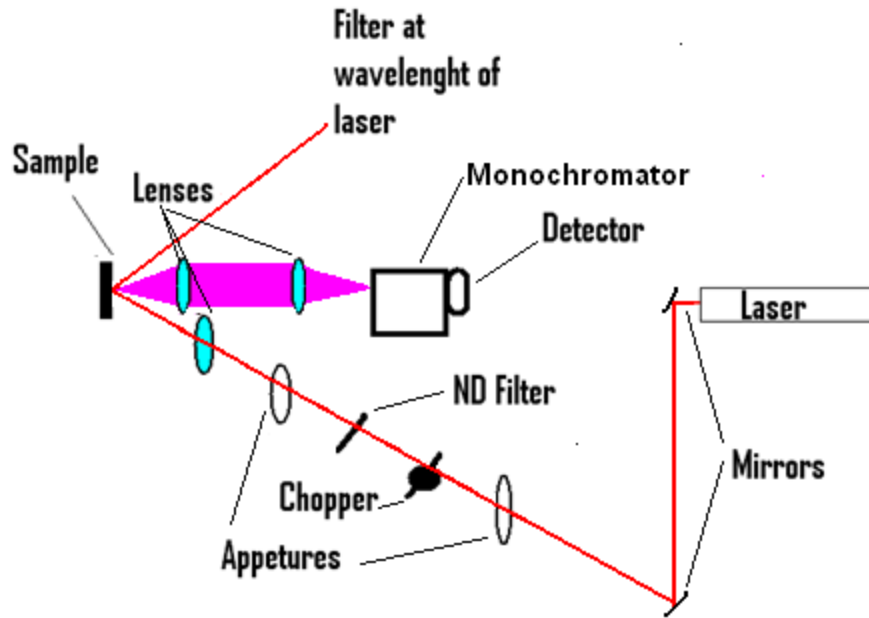 Filter at
wavelenght of
laser
Sample
Lenses
Monochromator
Detector
Laser
ND Filter
Mirrors
Chopper
Appetures